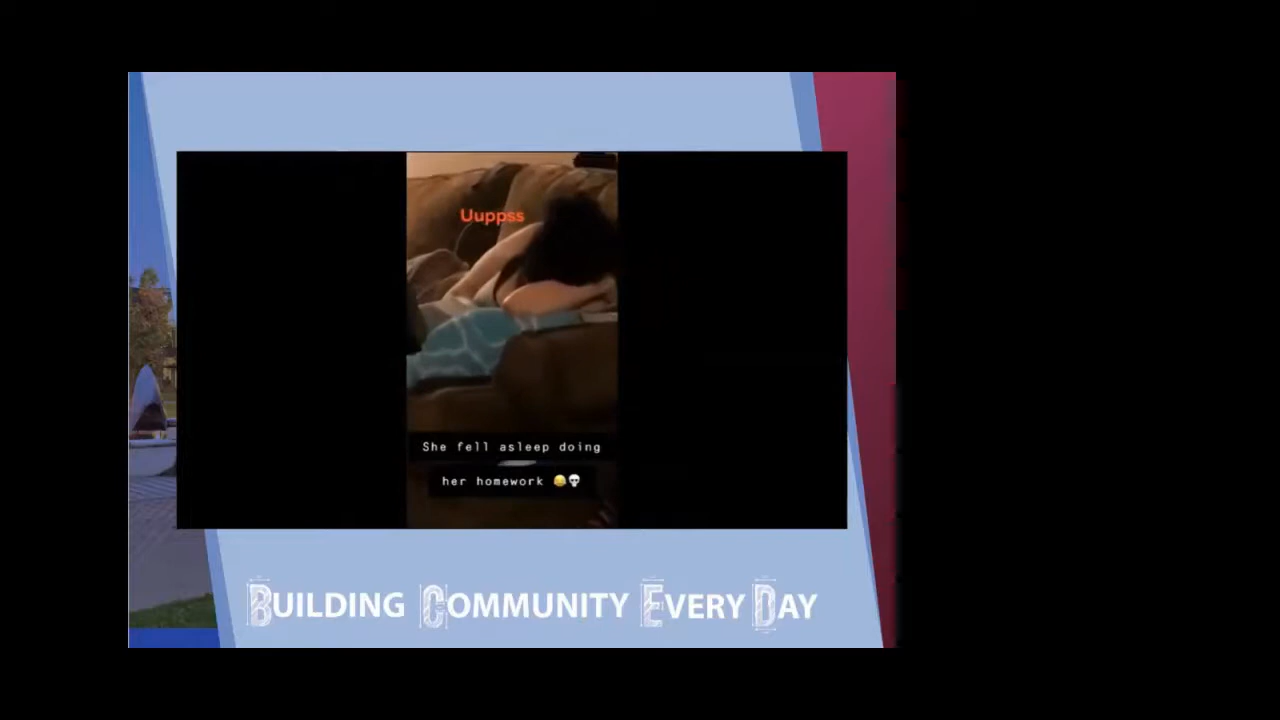 Uuppss
She fell asleep doing
her homework 😂💀
BUILDING COMMUNITY EVERY DAY